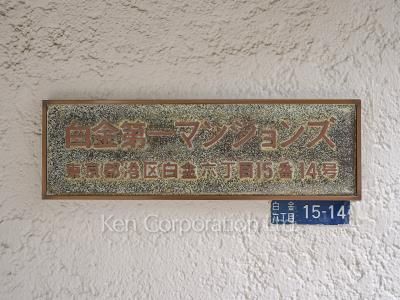 白金第一マンションズ
東京都港区白金六丁目15番14号
Ken Corporation Ltd.
白金
六丁目 15-14